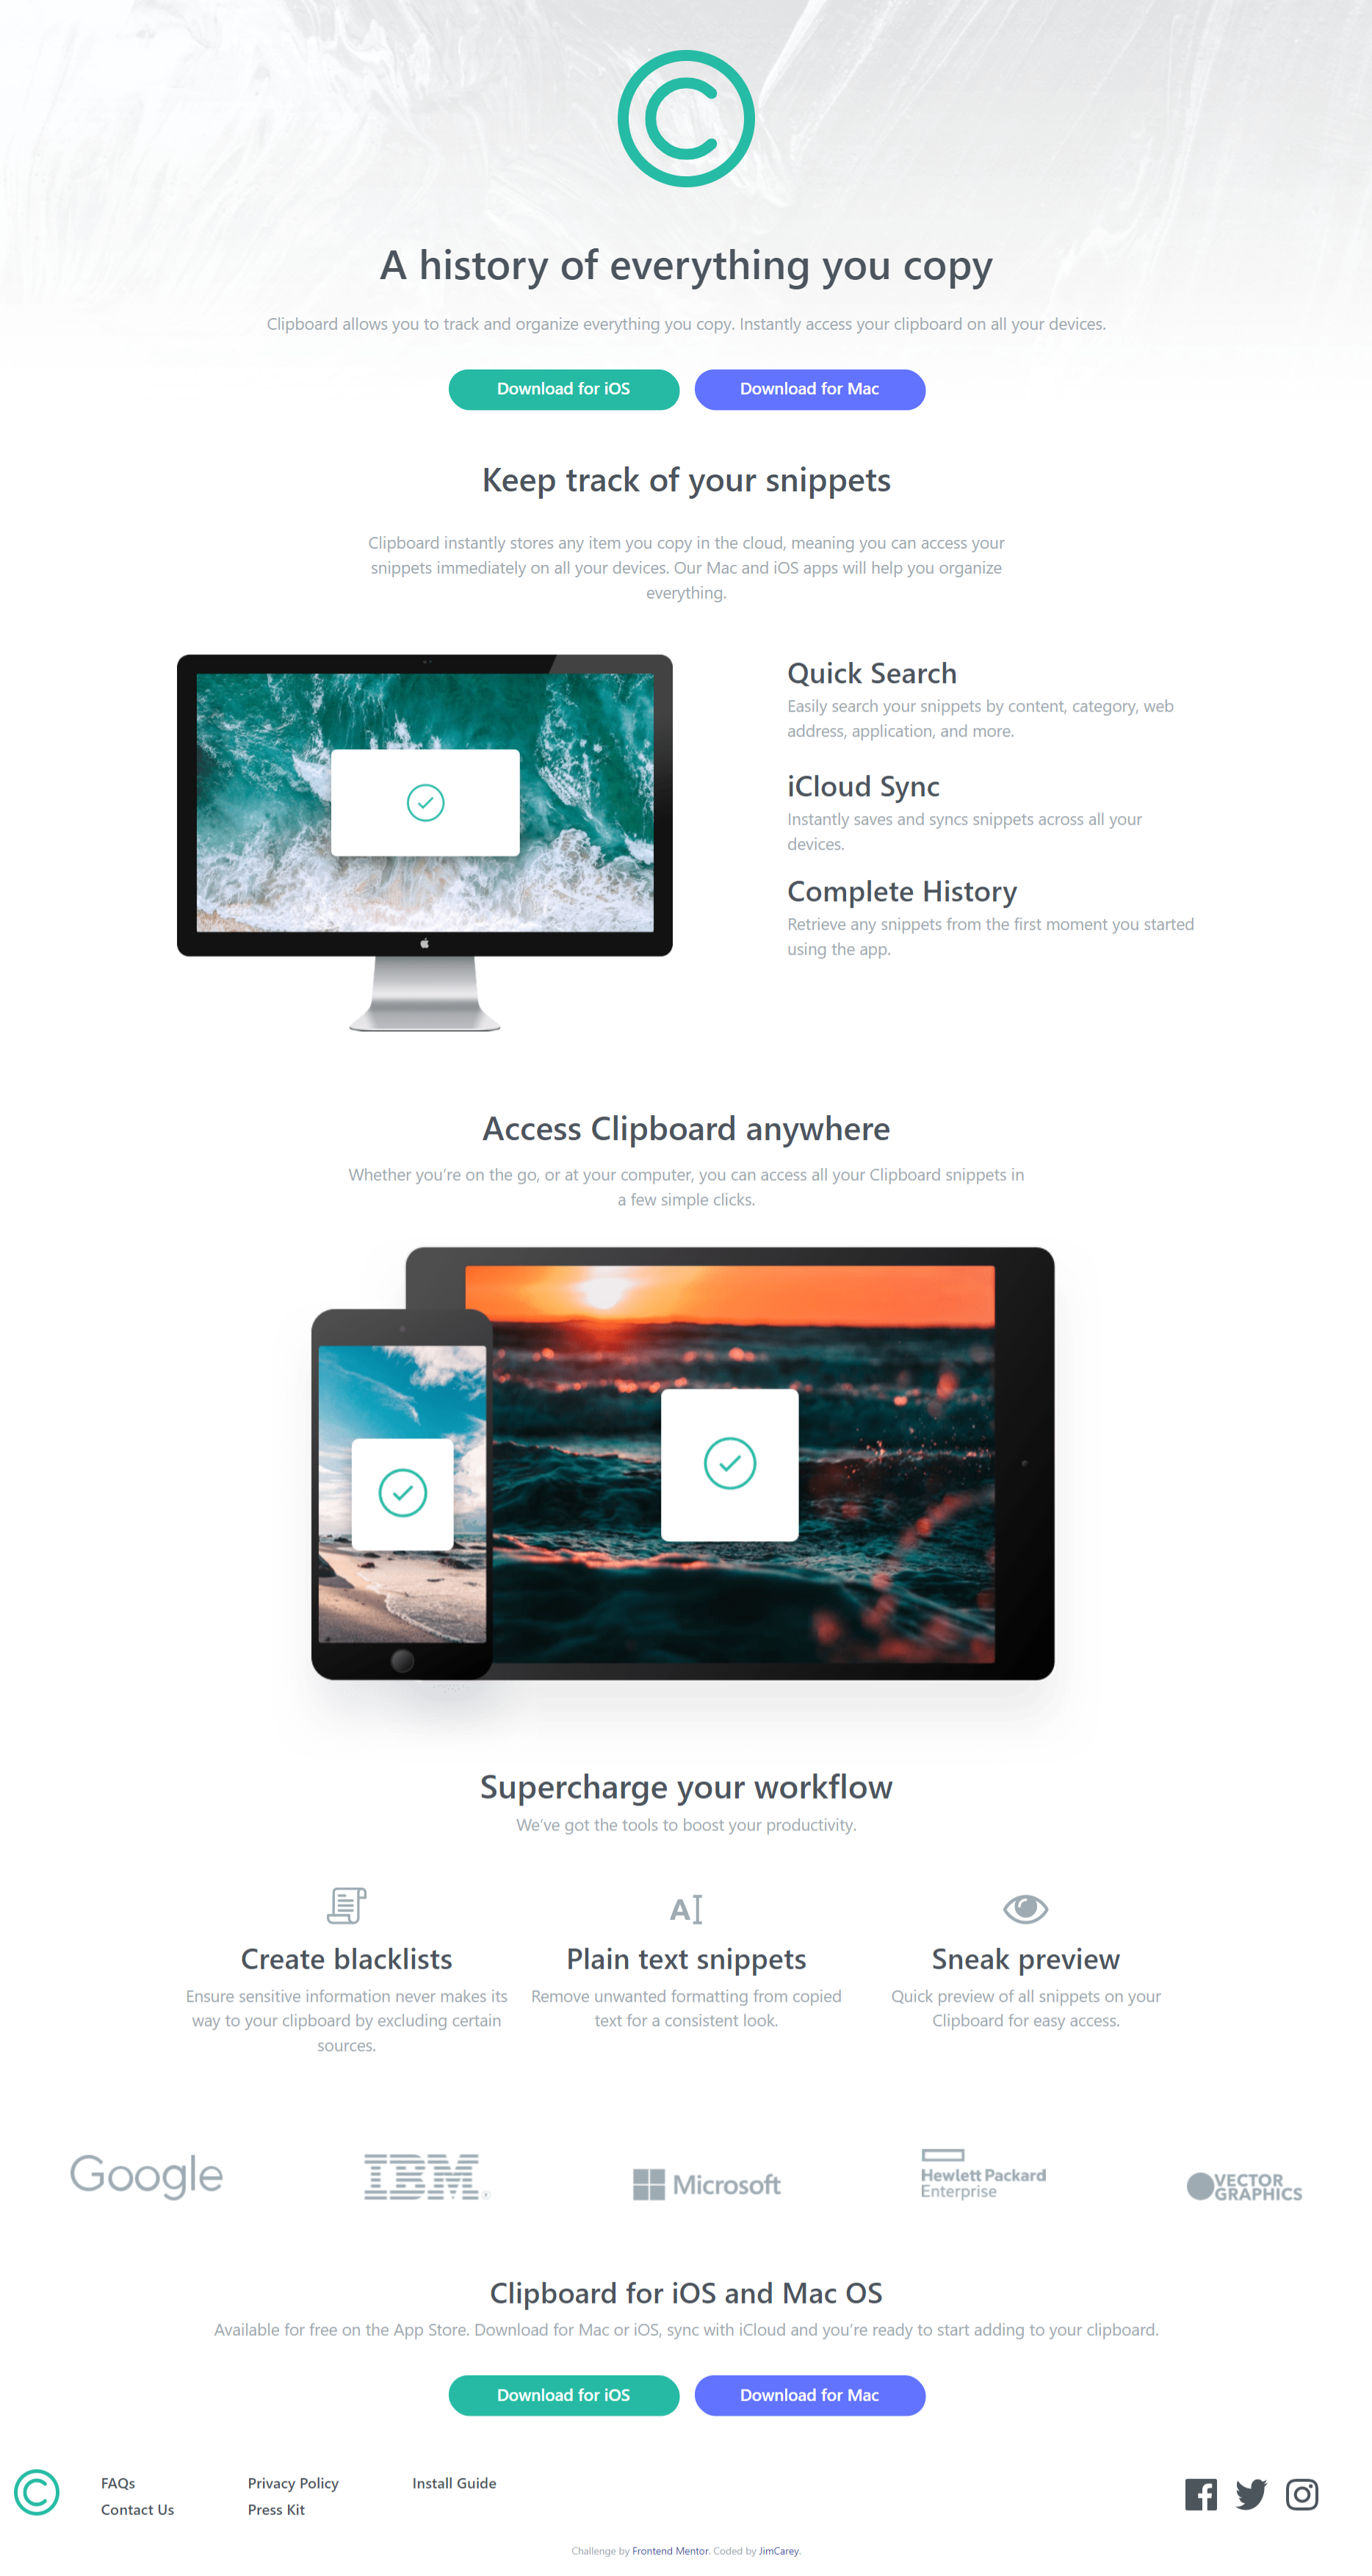 A history of everything you copy
Clipboard allows you to track and organize everything you copy. Instantly access your clipboard on all your devices.
Download for iOS
Download for Mac
Keep track of your snippets
Clipboard instantly stores any item you copy in the cloud, meaning you can access your
snippets immediately on all your devices. Our Mac and iOS apps will help you organize
everything.
Quick Search
Easily search your snippets by content, category, web
address, application, and more.
iCloud Sync
Instantly saves and syncs snippets across all your
devices.
Complete History
Retrieve any snippets from the first moment you started
using the app.
Access Clipboard anywhere
Whether you’re on the go, or at your computer, you can access all your Clipboard snippets in
a few simple clicks.
Supercharge your workflow
We’ve got the tools to boost your productivity.
Create blacklists
Ensure sensitive information never makes its
way to your clipboard by excluding certain
sources.
Plain text snippets
Remove unwanted formatting from copied
text for a consistent look.
Sneak preview
Quick preview of all snippets on your
Clipboard for easy access.
Google
IBM
Microsoft
Hewlett Packard
Enterprise
VECTOR
GRAPHICS
Clipboard for iOS and Mac OS
Available for free on the App Store. Download for Mac or iOS, sync with iCloud and you’re ready to start adding to your clipboard.
Download for iOS
Download for Mac
FAQs
Contact Us
Privacy Policy
Press Kit
Install Guide
Challenge by Frontend Mentor. Coded by JimCarey.